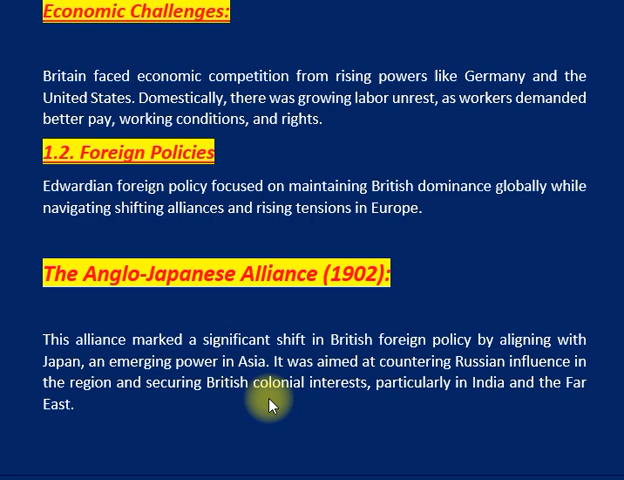 Economic Challenges:
Britain faced economic competition from rising powers like Germany and the
United States. Domestically, there was growing labor unrest, as workers demanded
better pay, working conditions, and rights.
1.2. Foreign Policies
Edwardian foreign policy focused on maintaining British dominance globally while
navigating shifting alliances and rising tensions in Europe.
The Anglo-Japanese Alliance (1902):
This alliance marked a significant shift in British foreign policy by aligning with
Japan, an emerging power in Asia. It was aimed at countering Russian influence in
the region and securing British colonial interests, particularly in India and the Far
East.